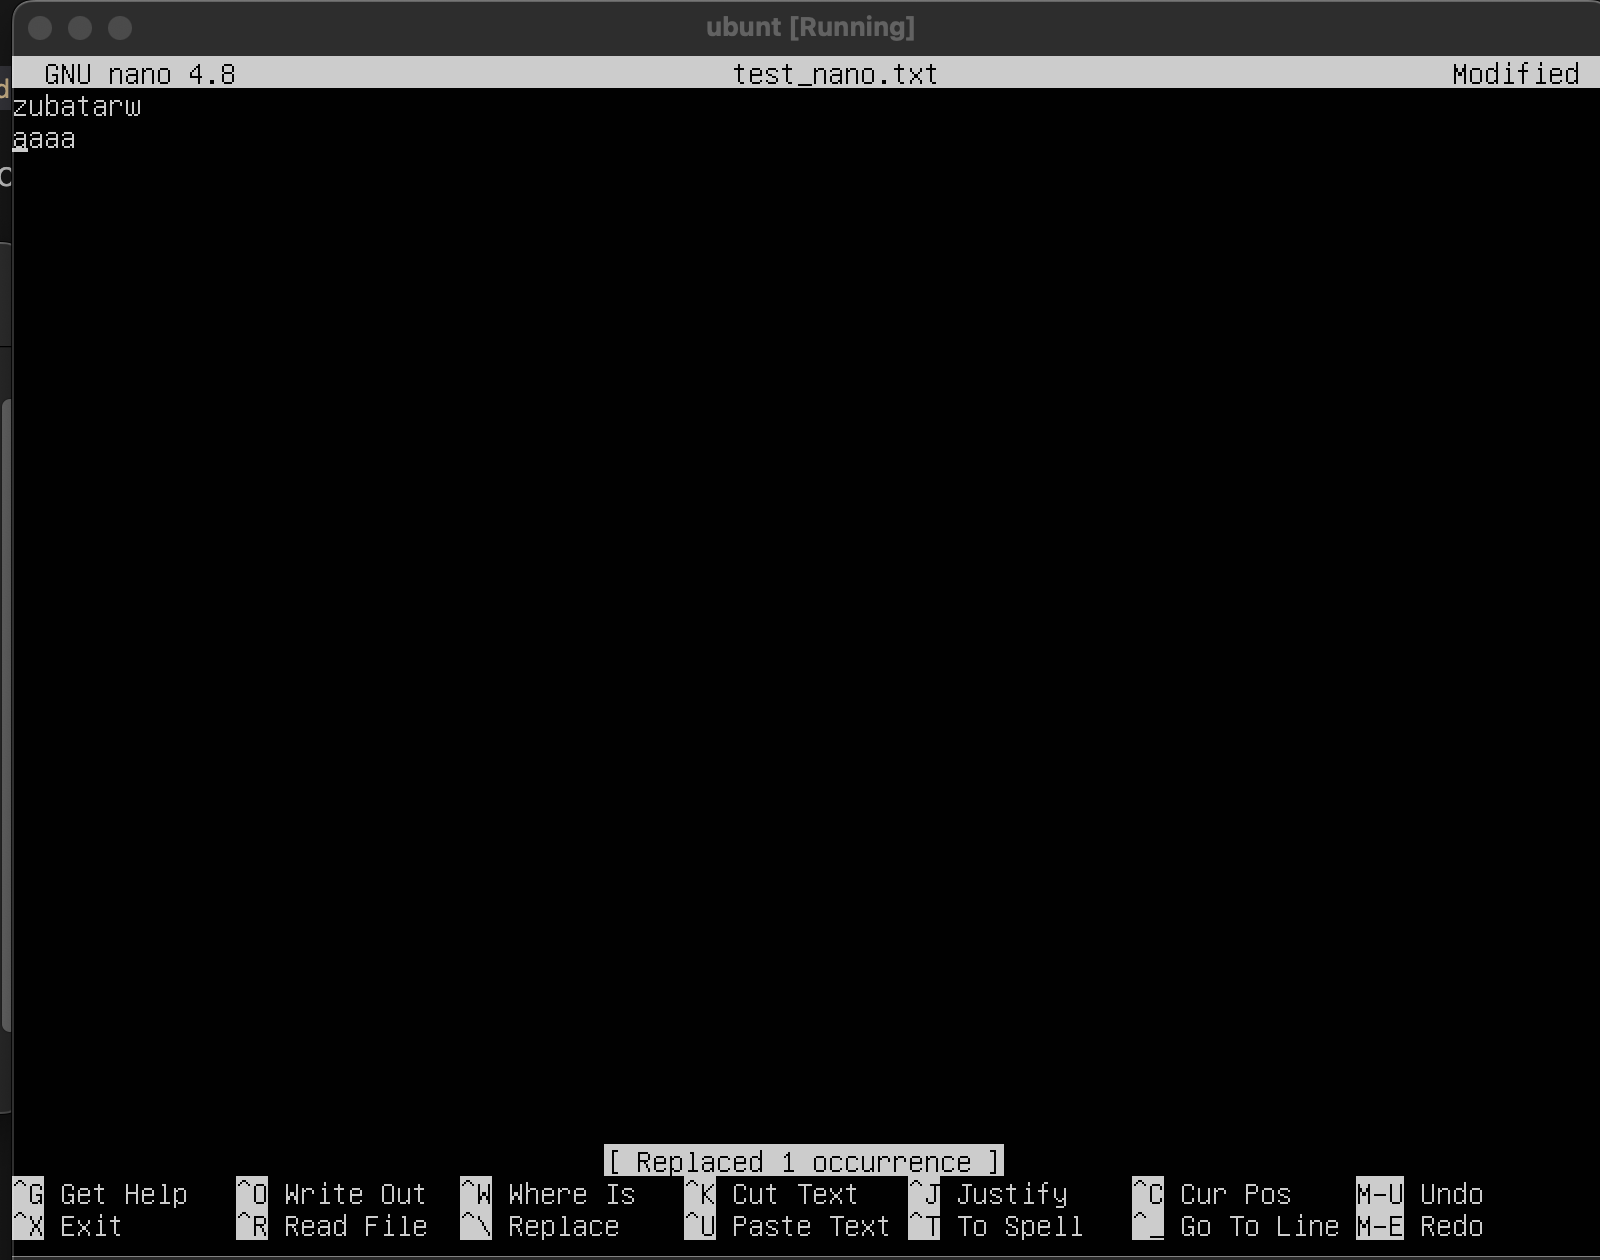 ubunt [Running]
GNU nano 4.8 test_nano.txt Modified
zubatarw
aaaa
[ Replaced 1 occurrence ]
^G Get Help ^O Write Out ^W Where Is ^K Cut Text ^J Justify ^C Cur Pos M-U Undo
^X Exit ^R Read File ^\ Replace ^U Paste Text ^T To Spell ^_ Go To Line M-E Redo